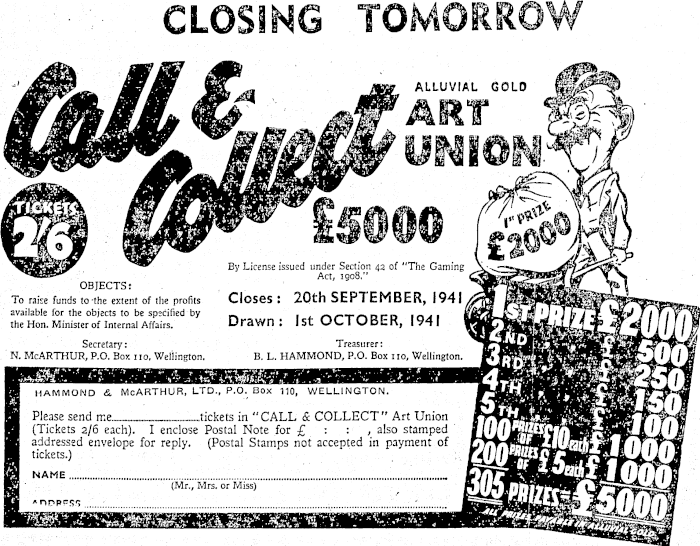 CLOSING TOMORROW
Call &
Collect
ALLUVIAL GOLD
ART
UNION
£5000
TICKETS
2/6
1st PRIZE
£2000
By License issued under Section 42 of "The Gaming
Act, 1908."
OBJECTS:
To raise funds to the extent of the profits
available for the objects to be specified by
the Hon. Minister of Internal Affairs.
Closes: 20th SEPTEMBER, 1941
Drawn: 1st OCTOBER, 1941
Secretary:
N. McARTHUR, P.O. Box 110, Wellington.
Treasurer:
B. L. HAMMOND, P.O. Box 110, Wellington.
1ST PRIZE £2000
2ND £500
3RD £250
4TH £150
5TH £100
100 PRIZES OF £10 each £1000
200 PRIZES OF £5 each £1000
305 PRIZES = £5000
HAMMOND & McARTHUR, LTD., P.O. Box 110, WELLINGTON.
Please send me tickets in "CALL & COLLECT" Art Union
(Tickets 2/6 each). I enclose Postal Note for £ : : , also stamped
addressed envelope for reply. (Postal Stamps not accepted in payment of
tickets.)
NAME
(Mr., Mrs. or Miss)
ADDRESS